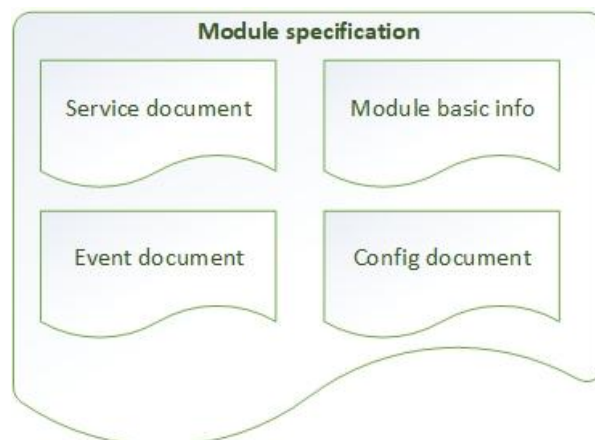 Module specification
Service document
Module basic info
Event document
Config document